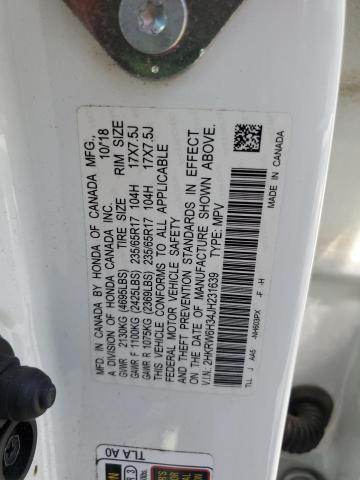 MFD. IN CANADA BY HONDA OF CANADA MFG.,
A DIVISION OF HONDA CANADA INC. 10/18
GVWR 2130KG (4695LBS) TIRE SIZE RIM SIZE
GAWR F 1100KG (2425LBS) 235/65R17 104H 17X7.5J
GAWR R 1075KG (2369LBS) 235/65R17 104H 17X7.5J
THIS VEHICLE CONFORMS TO ALL APPLICABLE
FEDERAL MOTOR VEHICLE SAFETY
AND THEFT PREVENTION STANDARDS IN EFFECT
ON THE DATE OF MANUFACTURE SHOWN ABOVE.
V.I.N.: 2HKRW6H34JH231639 TYPE: MPV
TLL J AA5 -NH603PX -F -H MADE IN CANADA
TLA A0